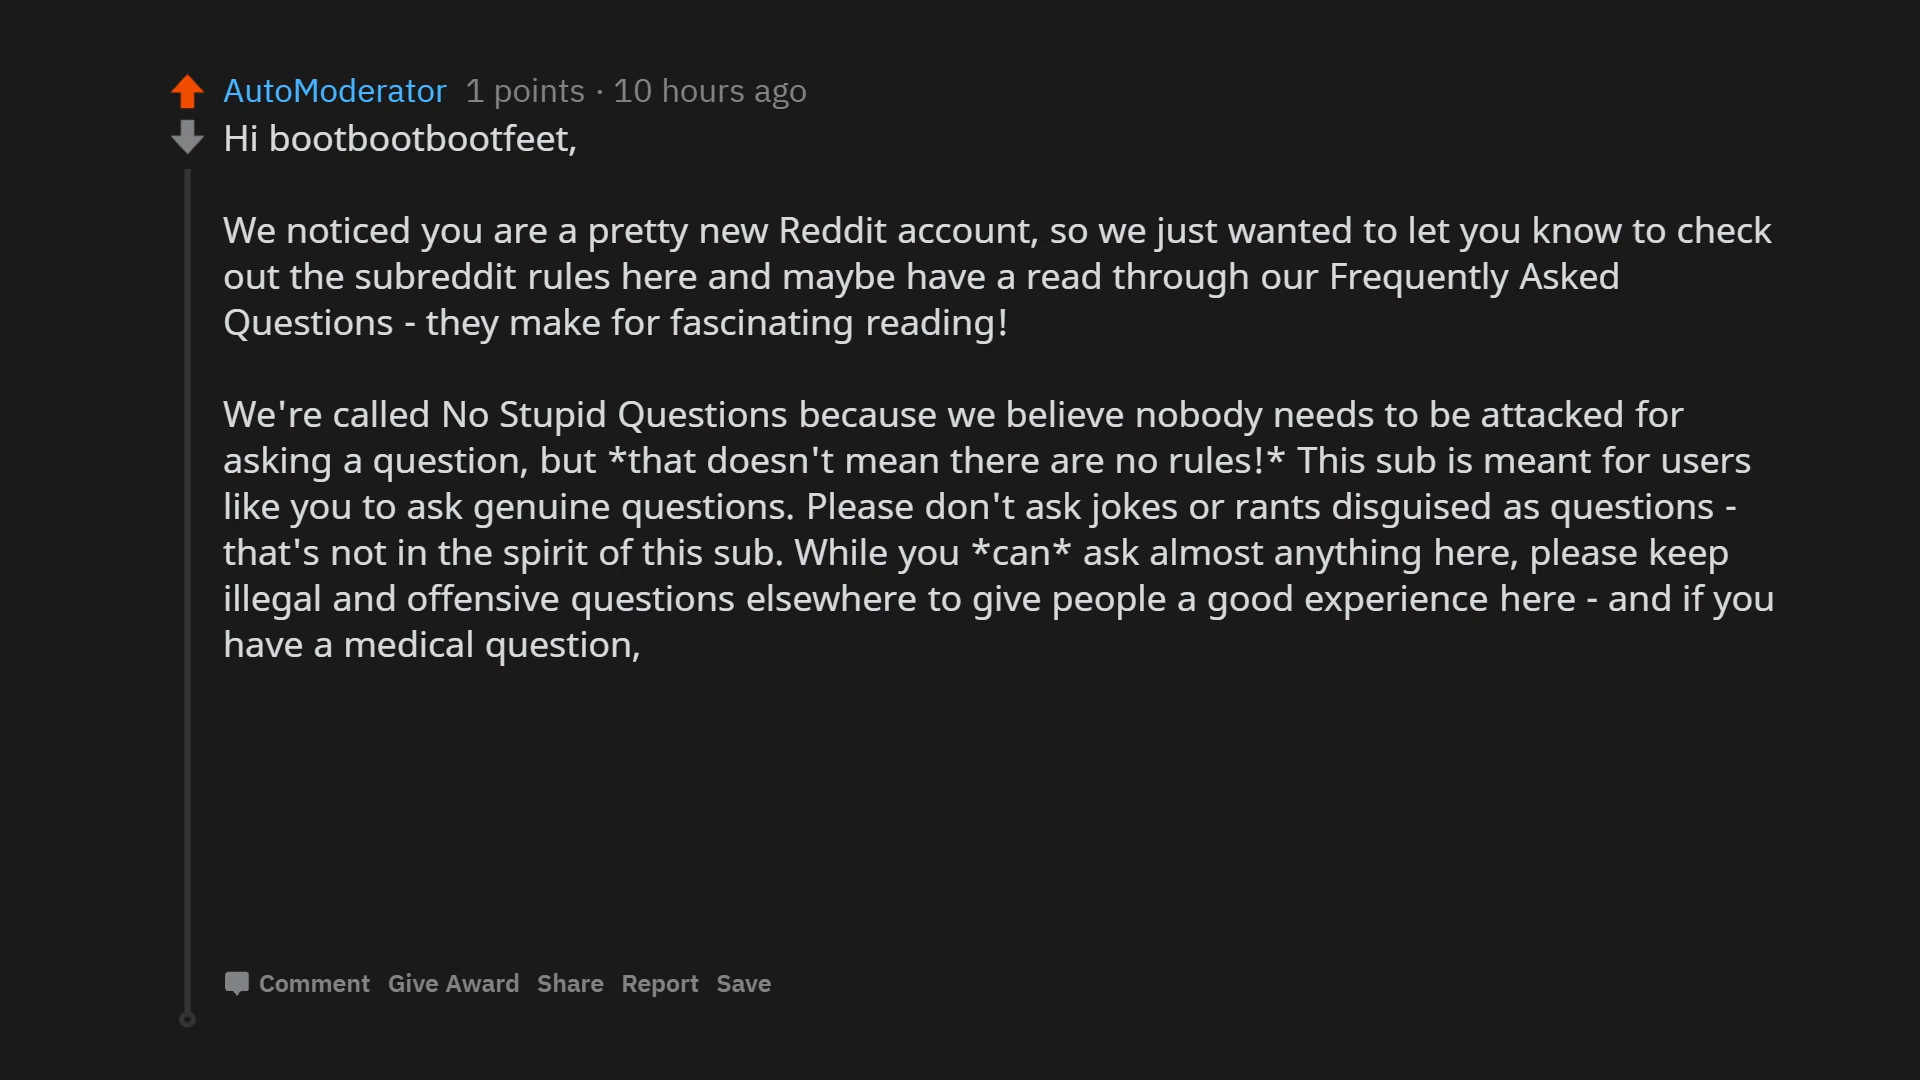 AutoModerator 1 points · 10 hours ago
Hi bootbootbootfeet,
We noticed you are a pretty new Reddit account, so we just wanted to let you know to check
out the subreddit rules here and maybe have a read through our Frequently Asked
Questions - they make for fascinating reading!
We're called No Stupid Questions because we believe nobody needs to be attacked for
asking a question, but *that doesn't mean there are no rules!* This sub is meant for users
like you to ask genuine questions. Please don't ask jokes or rants disguised as questions -
that's not in the spirit of this sub. While you *can* ask almost anything here, please keep
illegal and offensive questions elsewhere to give people a good experience here - and if you
have a medical question,
Comment Give Award Share Report Save